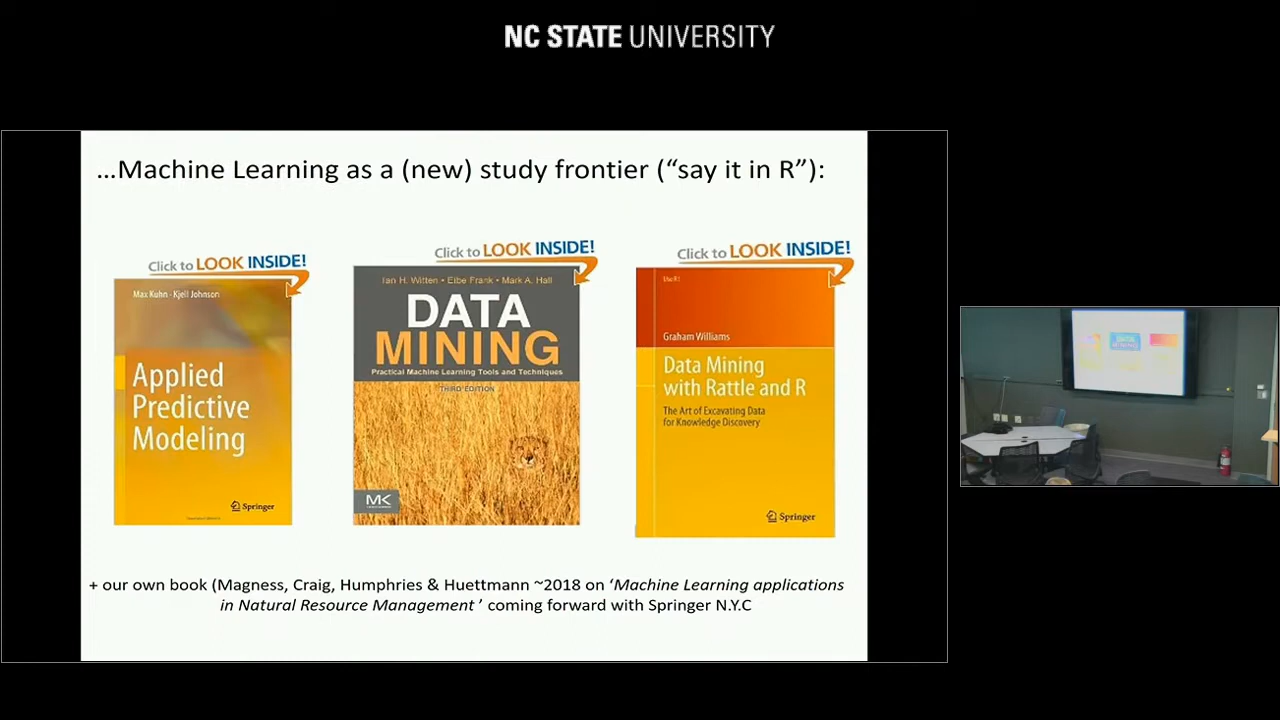 NC STATE UNIVERSITY
...Machine Learning as a (new) study frontier (“say it in R”):
Click to LOOK INSIDE!
Max Kuhn · Kjell Johnson
Applied
Predictive
Modeling
Springer
Click to LOOK INSIDE!
Ian H. Witten • Eibe Frank • Mark A. Hall
DATA
MINING
Practical Machine Learning Tools and Techniques
THIRD EDITION
MK
Click to LOOK INSIDE!
Use R!
Graham Williams
Data Mining
with Rattle and R
The Art of Excavating Data
for Knowledge Discovery
Springer
+ our own book (Magness, Craig, Humphries & Huettmann ~2018 on ‘Machine Learning applications
in Natural Resource Management ’ coming forward with Springer N.Y.C
DATA
MINING